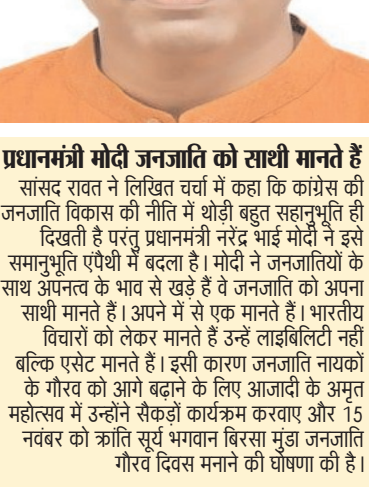 प्रधानमंत्री मोदी जनजाति को साथी मानते हैं
सांसद रावत ने लिखित चर्चा में कहा कि कांग्रेस की
जनजाति विकास की नीति में थोड़ी बहुत सहानुभूति ही
दिखती है परंतु प्रधानमंत्री नरेंद्र भाई मोदी ने इसे
समानुभूति एंपैथी में बदला है। मोदी ने जनजातियों के
साथ अपनत्व के भाव से खड़े हैं वे जनजाति को अपना
साथी मानते हैं। अपने में से एक मानते हैं। भारतीय
विचारों को लेकर मानते हैं उन्हें लाइबिलिटी नहीं
बल्कि एसेट मानते हैं। इसी कारण जनजाति नायकों
के गौरव को आगे बढ़ाने के लिए आजादी के अमृत
महोत्सव में उन्होंने सैकड़ों कार्यक्रम करवाए और 15
नवंबर को क्रांति सूर्य भगवान बिरसा मुंडा जनजाति
गौरव दिवस मनाने की घोषणा की है।